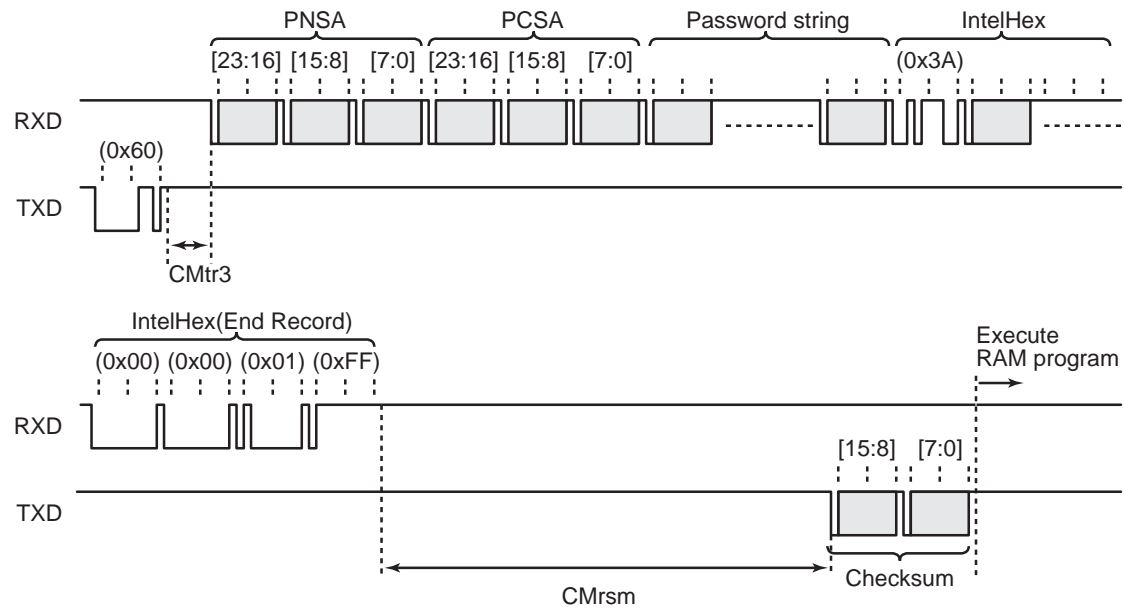 PNSA PCSA Password string IntelHex
[23:16] [15:8] [7:0] [23:16] [15:8] [7:0] (0x3A)
RXD
(0x60)
TXD
CMtr3
IntelHex(End Record)
(0x00) (0x00) (0x01) (0xFF)
Execute
RAM program
RXD
[15:8] [7:0]
TXD
Checksum
CMrsm